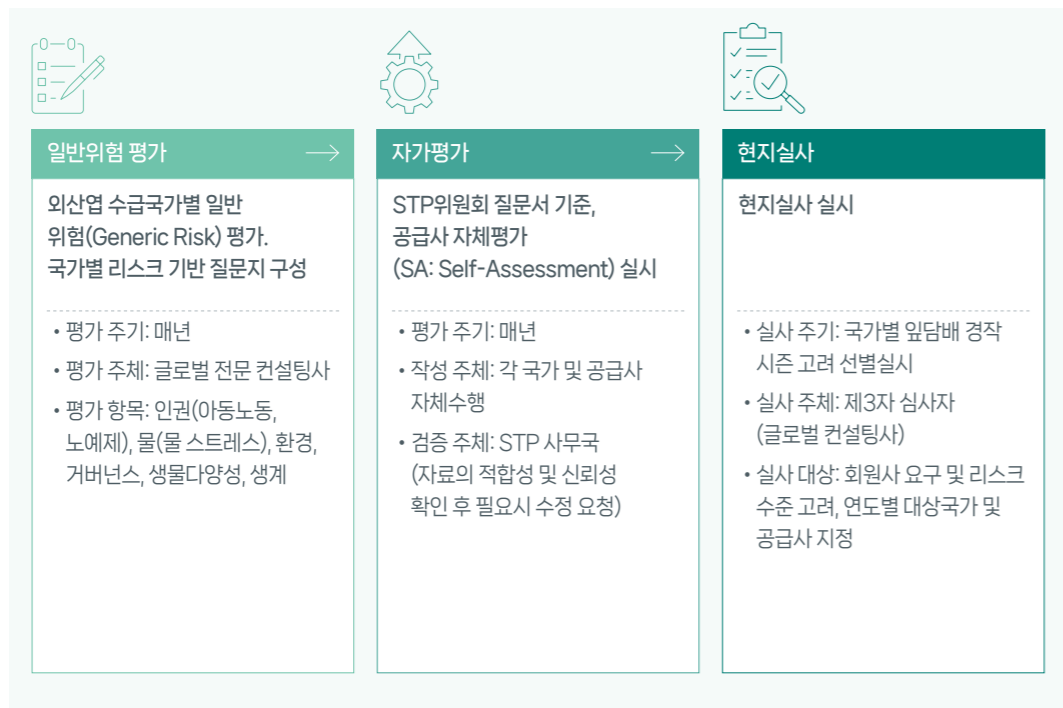 일반위험 평가
외산엽 수급국가별 일반
위험(Generic Risk) 평가.
국가별 리스크 기반 질문지 구성
• 평가 주기: 매년
• 평가 주체: 글로벌 전문 컨설팅사
• 평가 항목: 인권(아동노동,
노예제), 물(물 스트레스), 환경,
거버넌스, 생물다양성, 생계
자가평가
STP위원회 질문서 기준,
공급사 자체평가
(SA: Self-Assessment) 실시
• 평가 주기: 매년
• 작성 주체: 각 국가 및 공급사
자체수행
• 검증 주체: STP 사무국
(자료의 적합성 및 신뢰성
확인 후 필요시 수정 요청)
현지실사
현지실사 실시
• 실사 주기: 국가별 잎담배 경작
시즌 고려 선별실시
• 실사 주체: 제3자 심사자
(글로벌 컨설팅사)
• 실사 대상: 회원사 요구 및 리스크
수준 고려, 연도별 대상국가 및
공급사 지정